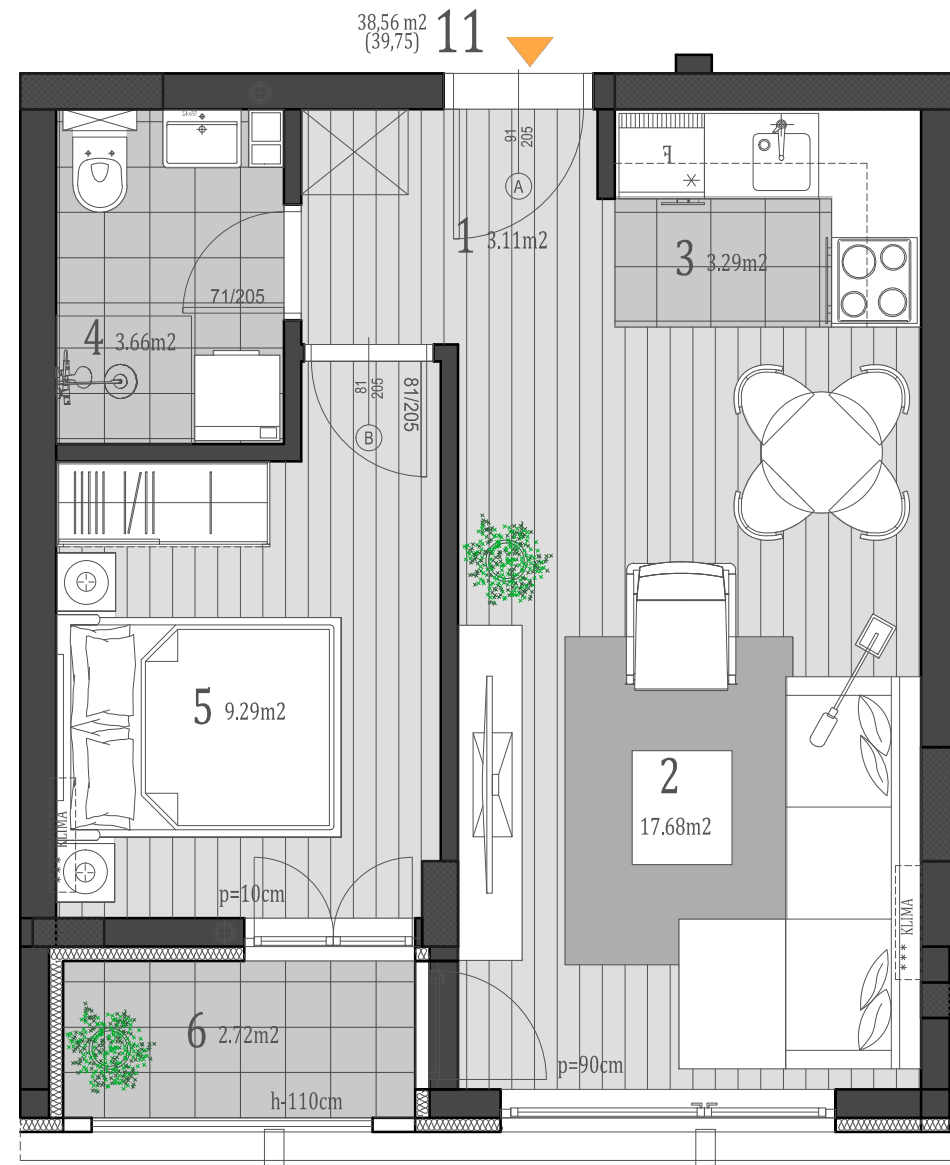 38,56 m2
(39,75)
11
91
205
A
F
1 3.11m2
3 3.29m2
71/205
4 3.66m2
81
205
81/205
B
5 9.29m2
2
17.68m2
*** KLIMA
*** KLIMA
p=10cm
6 2.72m2
p=90cm
h-110cm